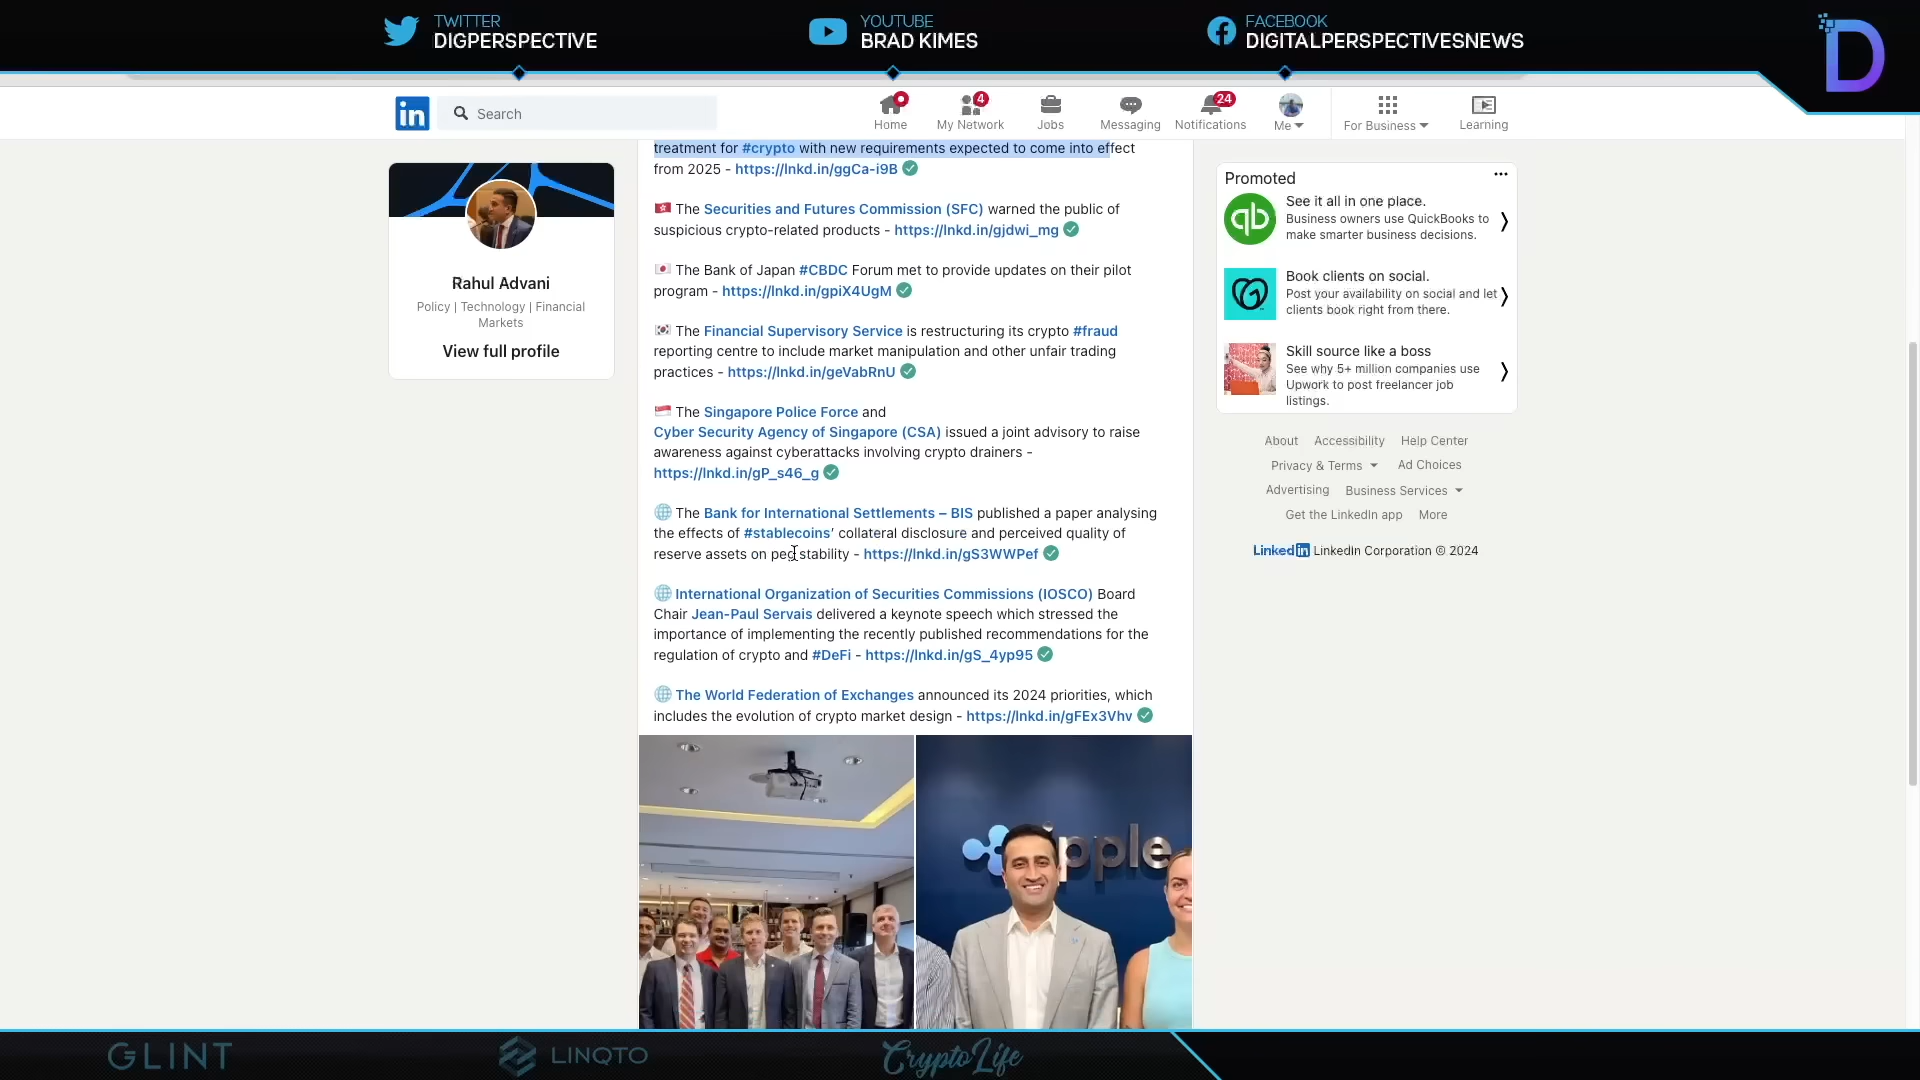 TWITTER
DIGPERSPECTIVE
YOUTUBE
BRAD KIMES
FACEBOOK
DIGITALPERSPECTIVESNEWS
D
in
Search
Home
4
My Network
Jobs
Messaging
24
Notifications
Me
For Business
Learning
Rahul Advani
Policy | Technology | Financial
Markets
View full profile
treatment for #crypto with new requirements expected to come into effect
from 2025 - https://lnkd.in/ggCa-i9B
The Securities and Futures Commission (SFC) warned the public of
suspicious crypto-related products - https://lnkd.in/gjdwi_mg
The Bank of Japan #CBDC Forum met to provide updates on their pilot
program - https://lnkd.in/gpiX4UgM
The Financial Supervisory Service is restructuring its crypto #fraud
reporting centre to include market manipulation and other unfair trading
practices - https://lnkd.in/geVabRnU
The Singapore Police Force and
Cyber Security Agency of Singapore (CSA) issued a joint advisory to raise
awareness against cyberattacks involving crypto drainers -
https://lnkd.in/gP_s46_g
The Bank for International Settlements – BIS published a paper analysing
the effects of #stablecoins’ collateral disclosure and perceived quality of
reserve assets on peg stability - https://lnkd.in/gS3WWPef
International Organization of Securities Commissions (IOSCO) Board
Chair Jean-Paul Servais delivered a keynote speech which stressed the
importance of implementing the recently published recommendations for the
regulation of crypto and #DeFi - https://lnkd.in/gS_4yp95
The World Federation of Exchanges announced its 2024 priorities, which
includes the evolution of crypto market design - https://lnkd.in/gFEx3Vhv
ipple
Promoted
qb
See it all in one place.
Business owners use QuickBooks to
make smarter business decisions.
Book clients on social.
Post your availability on social and let
clients book right from there.
Skill source like a boss
See why 5+ million companies use
Upwork to post freelancer job
listings.
About Accessibility Help Center
Privacy & Terms Ad Choices
Advertising Business Services
Get the LinkedIn app More
Linkedin LinkedIn Corporation © 2024
GLINT
LINQTO
CryptoLife